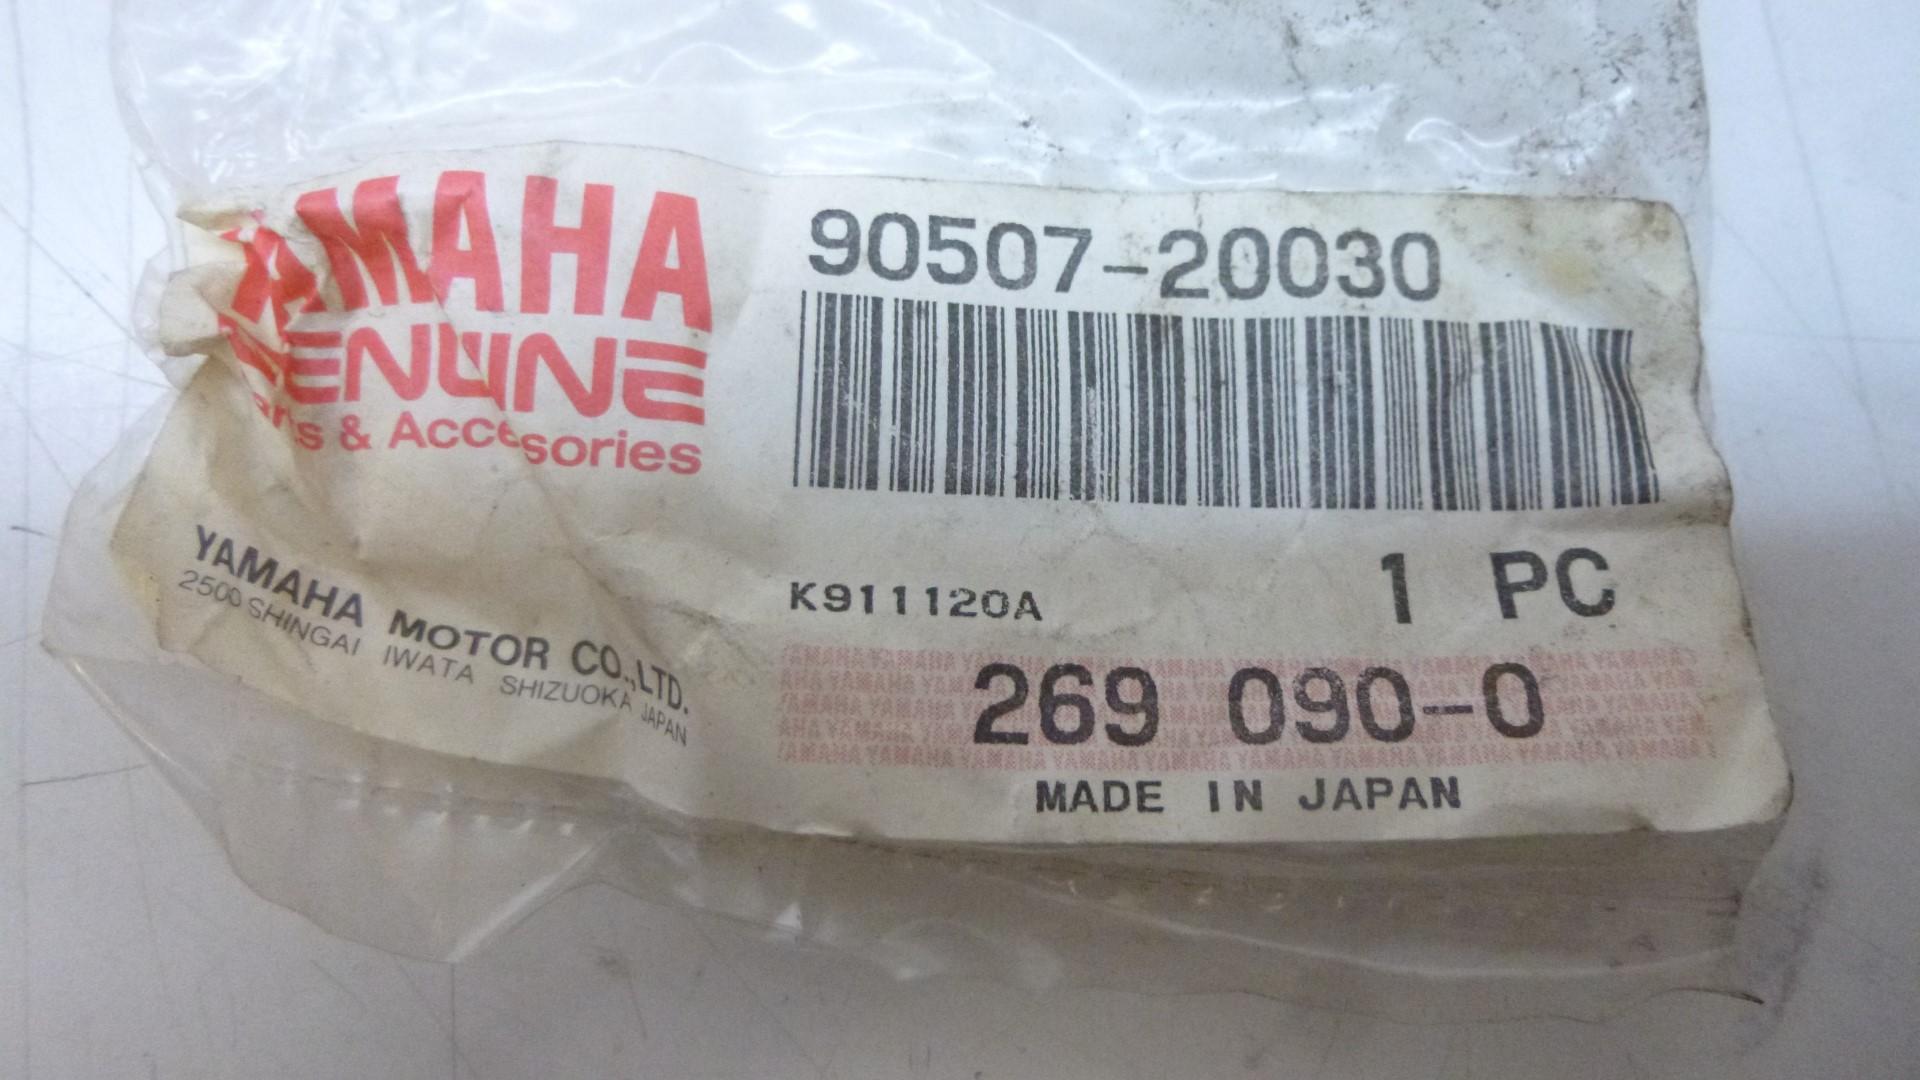 YAMAHA
GENUINE
Parts & Accessories
YAMAHA MOTOR CO.,LTD.
2500 SHINGAI IWATA SHIZUOKA JAPAN
90507-20030
K911120A
1 PC
269 090-0
MADE IN JAPAN